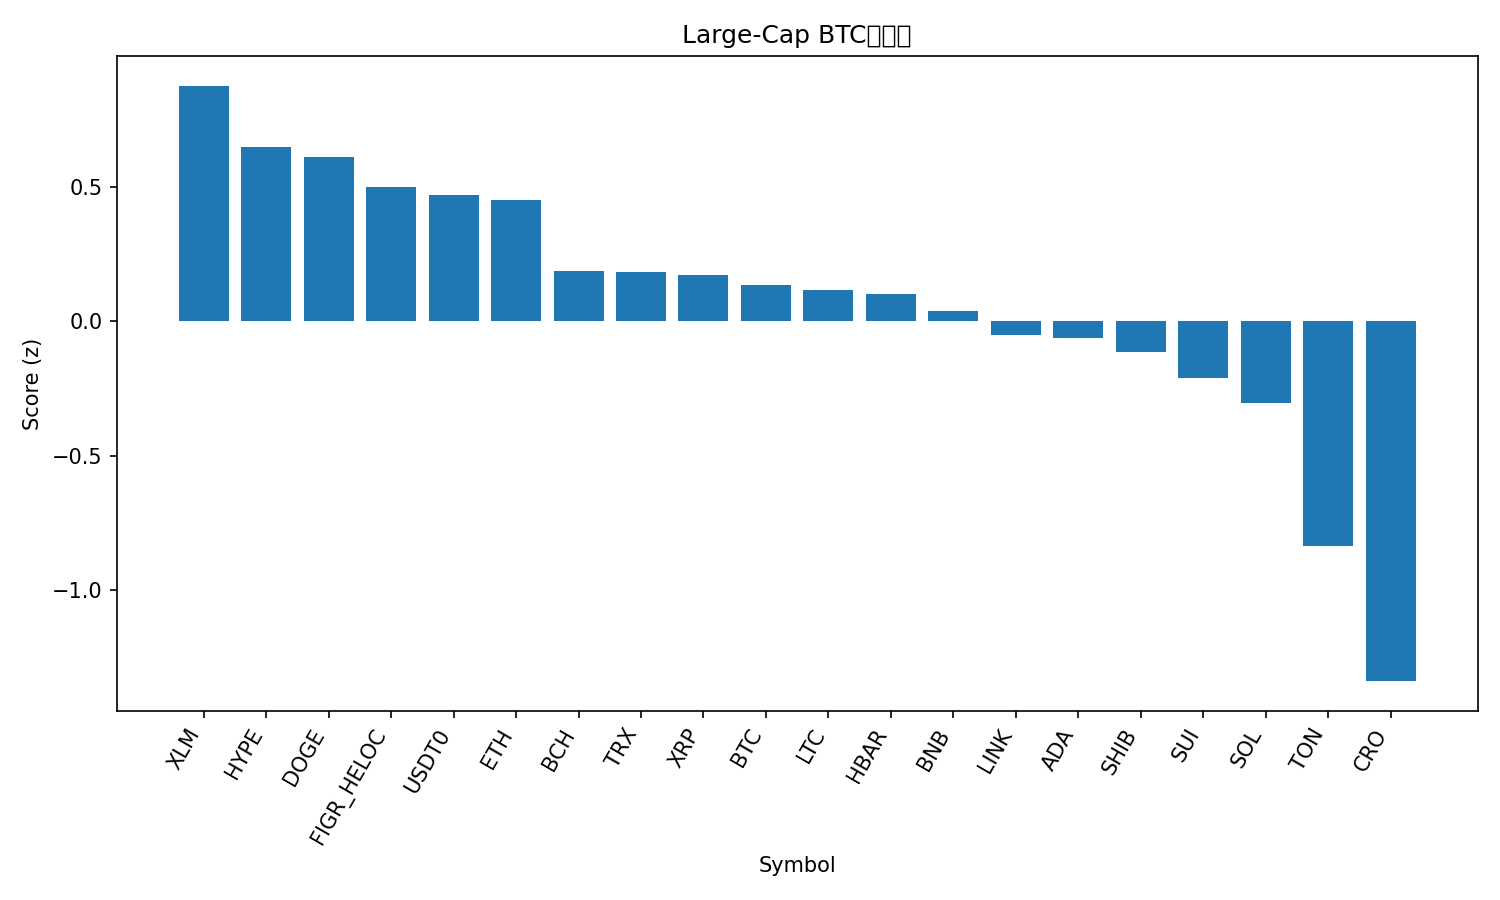 Large-Cap BTC
0.5
0.0
−0.5
−1.0
Score (z)
XLM
HYPE
DOGE
FIGR_HELOC
USDT0
ETH
BCH
TRX
XRP
BTC
LTC
HBAR
BNB
LINK
ADA
SHIB
SUI
SOL
TON
CRO
Symbol